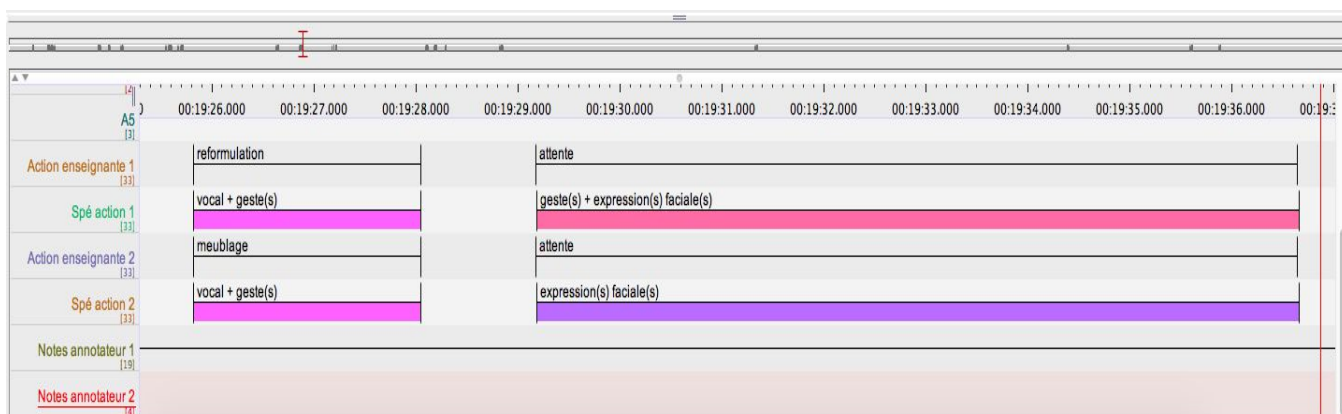 00:19:26.000 00:19:27.000 00:19:28.000 00:19:29.000 00:19:30.000 00:19:31.000 00:19:32.000 00:19:33.000 00:19:34.000 00:19:35.000 00:19:36.000
A5
[3]
reformulation attente
Action enseignante 1
[33]
vocal + geste(s) geste(s) + expression(s) faciale(s)
Spé action 1
[33]
meublage attente
Action enseignante 2
[33]
vocal + geste(s) expression(s) faciale(s)
Spé action 2
[33]
Notes annotateur 1
[19]
Notes annotateur 2
[4]